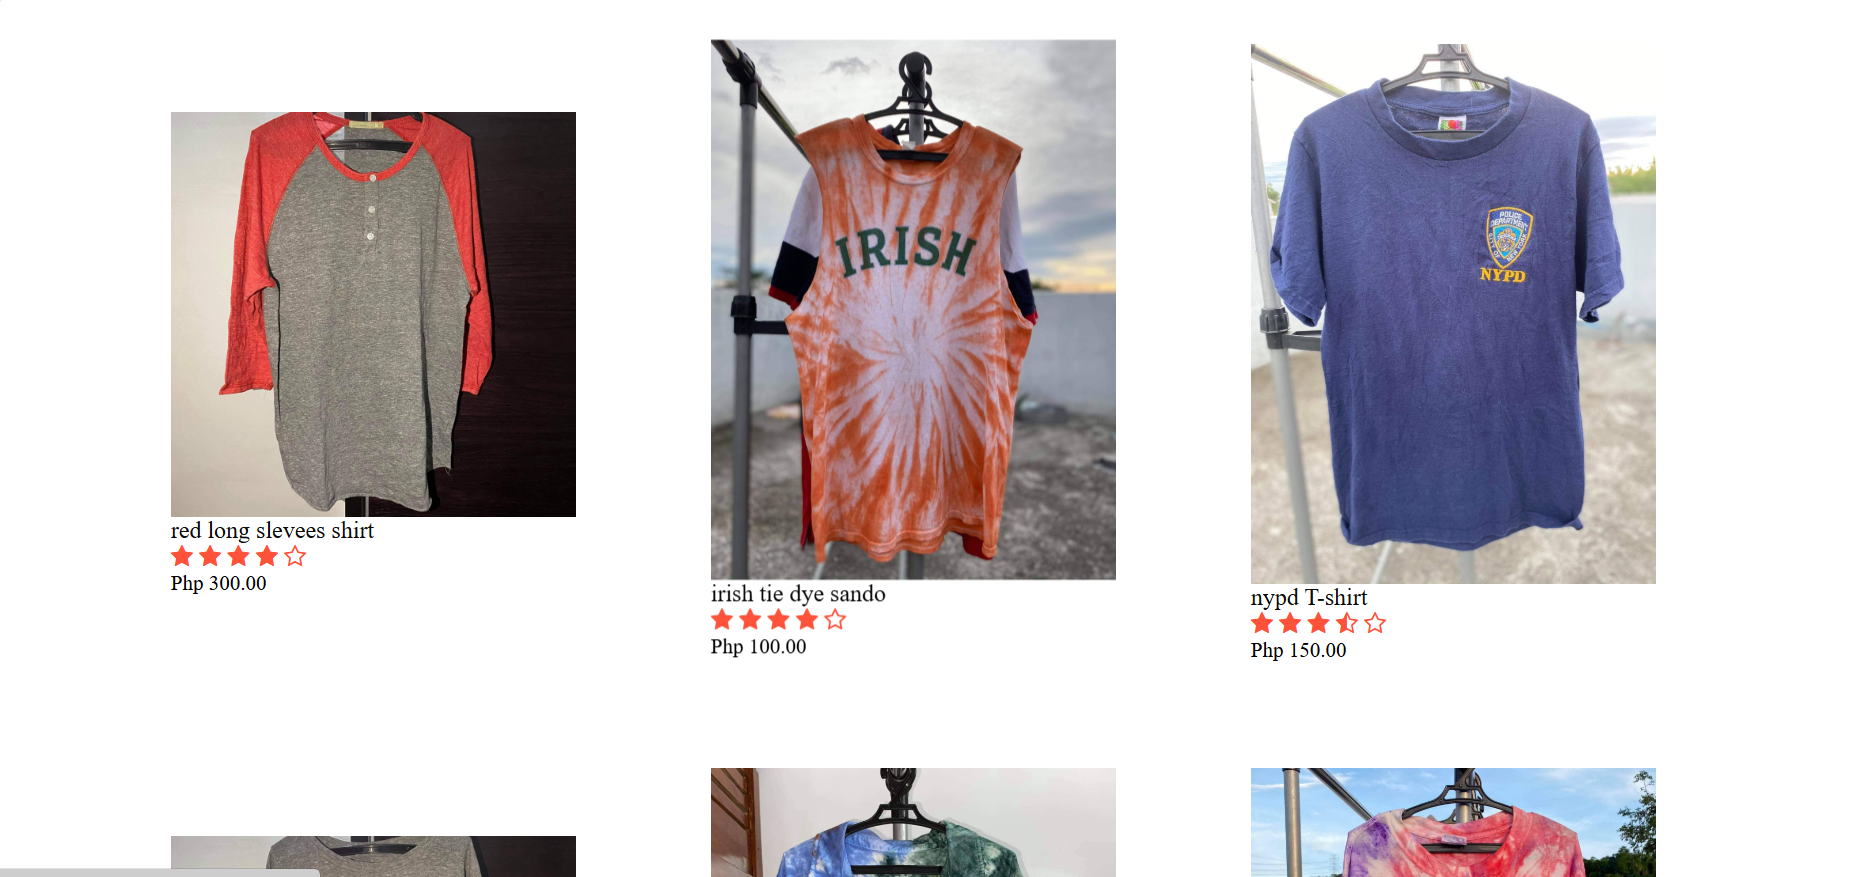 IRISH
POLICE
DEPARTMENT
CITY OF NEW YORK
NYPD
red long slevees shirt
Php 300.00
irish tie dye sando
Php 100.00
nypd T-shirt
Php 150.00